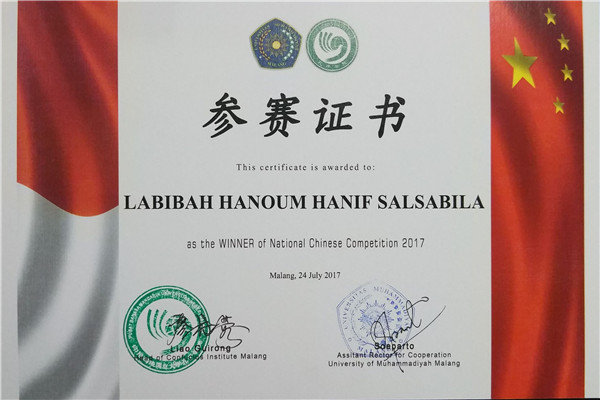 参赛证书
This certificate is awarded to:
LABIBAH HANOUM HANIF SALSABILA
as the WINNER of National Chinese Competition 2017
Malang, 24 July 2017
Liao Guirong
of Confucius Institute Malang
Soeparto
Assitant Rector for Cooperation
University of Muhammadiyah Malang
UNIVERSITAS MUHAMM